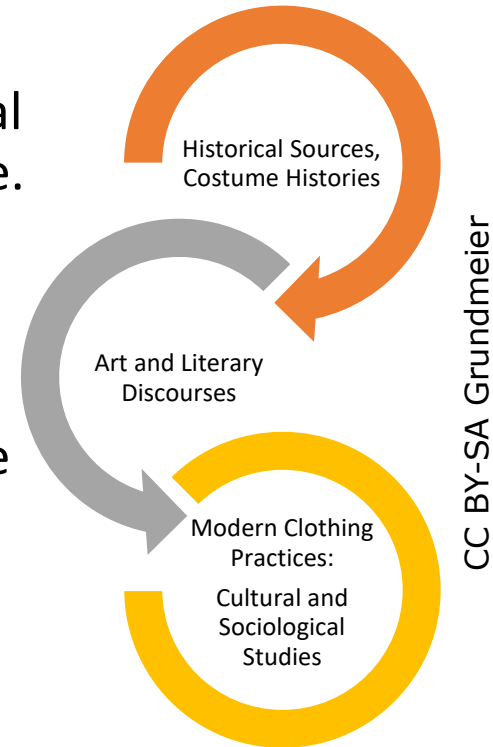 al
e.
Historical Sources,
Costume Histories
Art and Literary
Discourses
e
Modern Clothing
Practices:
Cultural and
Sociological
Studies
CC BY-SA Grundmeier